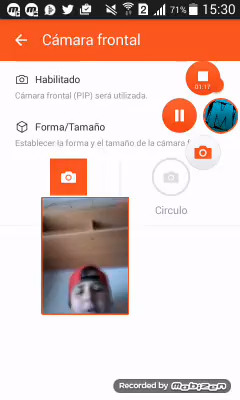 2 71% 15:30
Cámara frontal
01:17
Habilitado
Cámara frontal (PIP) será utilizada.
Forma/Tamaño
Establecer la forma y el tamaño de la cámara f
Circulo
Recorded by mobizen